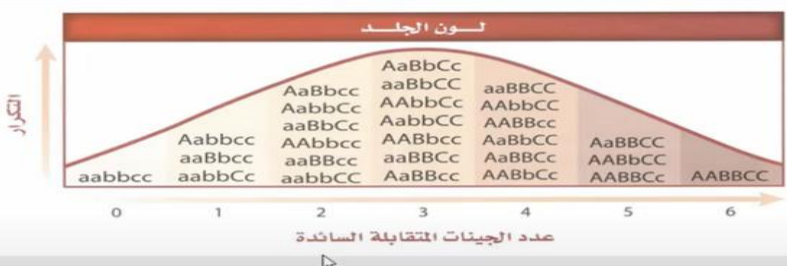 لـــون الجلـــد
التكرار
AaBbCc
AaBbcc aaBbCC aaBBCC
AabbCc AAbbCc AAbbCC
aaBbCc AabbCC AABBcc
Aabbcc AAbbcc AABbcc AaBbCC AaBBCC
aaBbcc aaBBcc aaBBCc AaBBCc AABbCC
aabbcc aabbCc aabbCC AaBBcc AABbCc AABBCc AABBCC
0 1 2 3 4 5 6
عدد الجينات المتقابلة السائدة